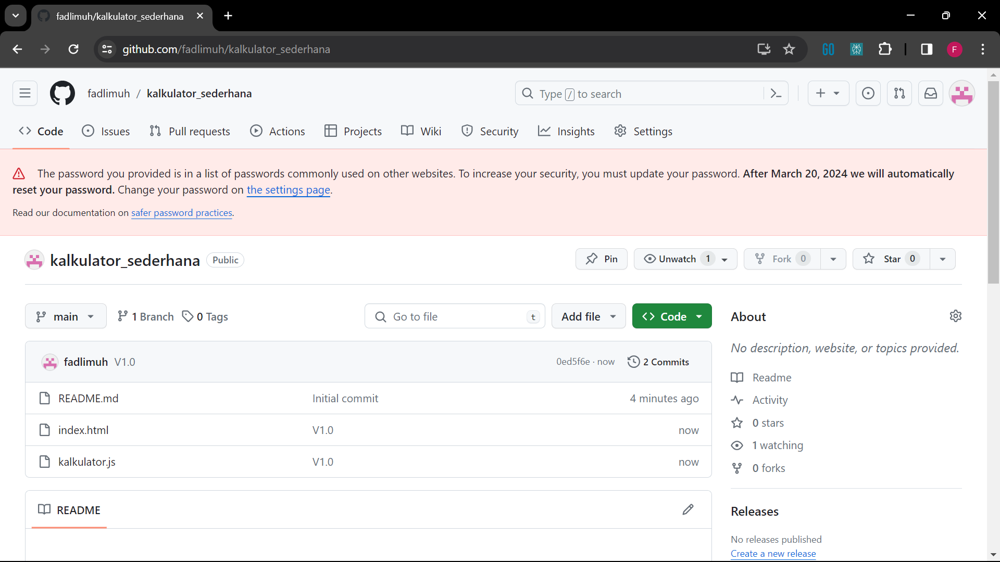 fadlimuh/kalkulator_sederhana
github.com/fadlimuh/kalkulator_sederhana
GO
F
fadlimuh / kalkulator_sederhana
Type / to search
Code Issues Pull requests Actions Projects Wiki Security Insights Settings
The password you provided is in a list of passwords commonly used on other websites. To increase your security, you must update your password. After March 20, 2024 we will automatically
reset your password. Change your password on the settings page.
Read our documentation on safer password practices.
kalkulator_sederhana Public
Pin Unwatch 1 Fork 0 Star 0
main 1 Branch 0 Tags
Go to file t Add file Code
About
No description, website, or topics provided.
fadlimuh V1.0 0ed5f6e · now 2 Commits
README.md Initial commit 4 minutes ago
index.html V1.0 now
kalkulator.js V1.0 now
README
Readme
Activity
0 stars
1 watching
0 forks
Releases
No releases published
Create a new release